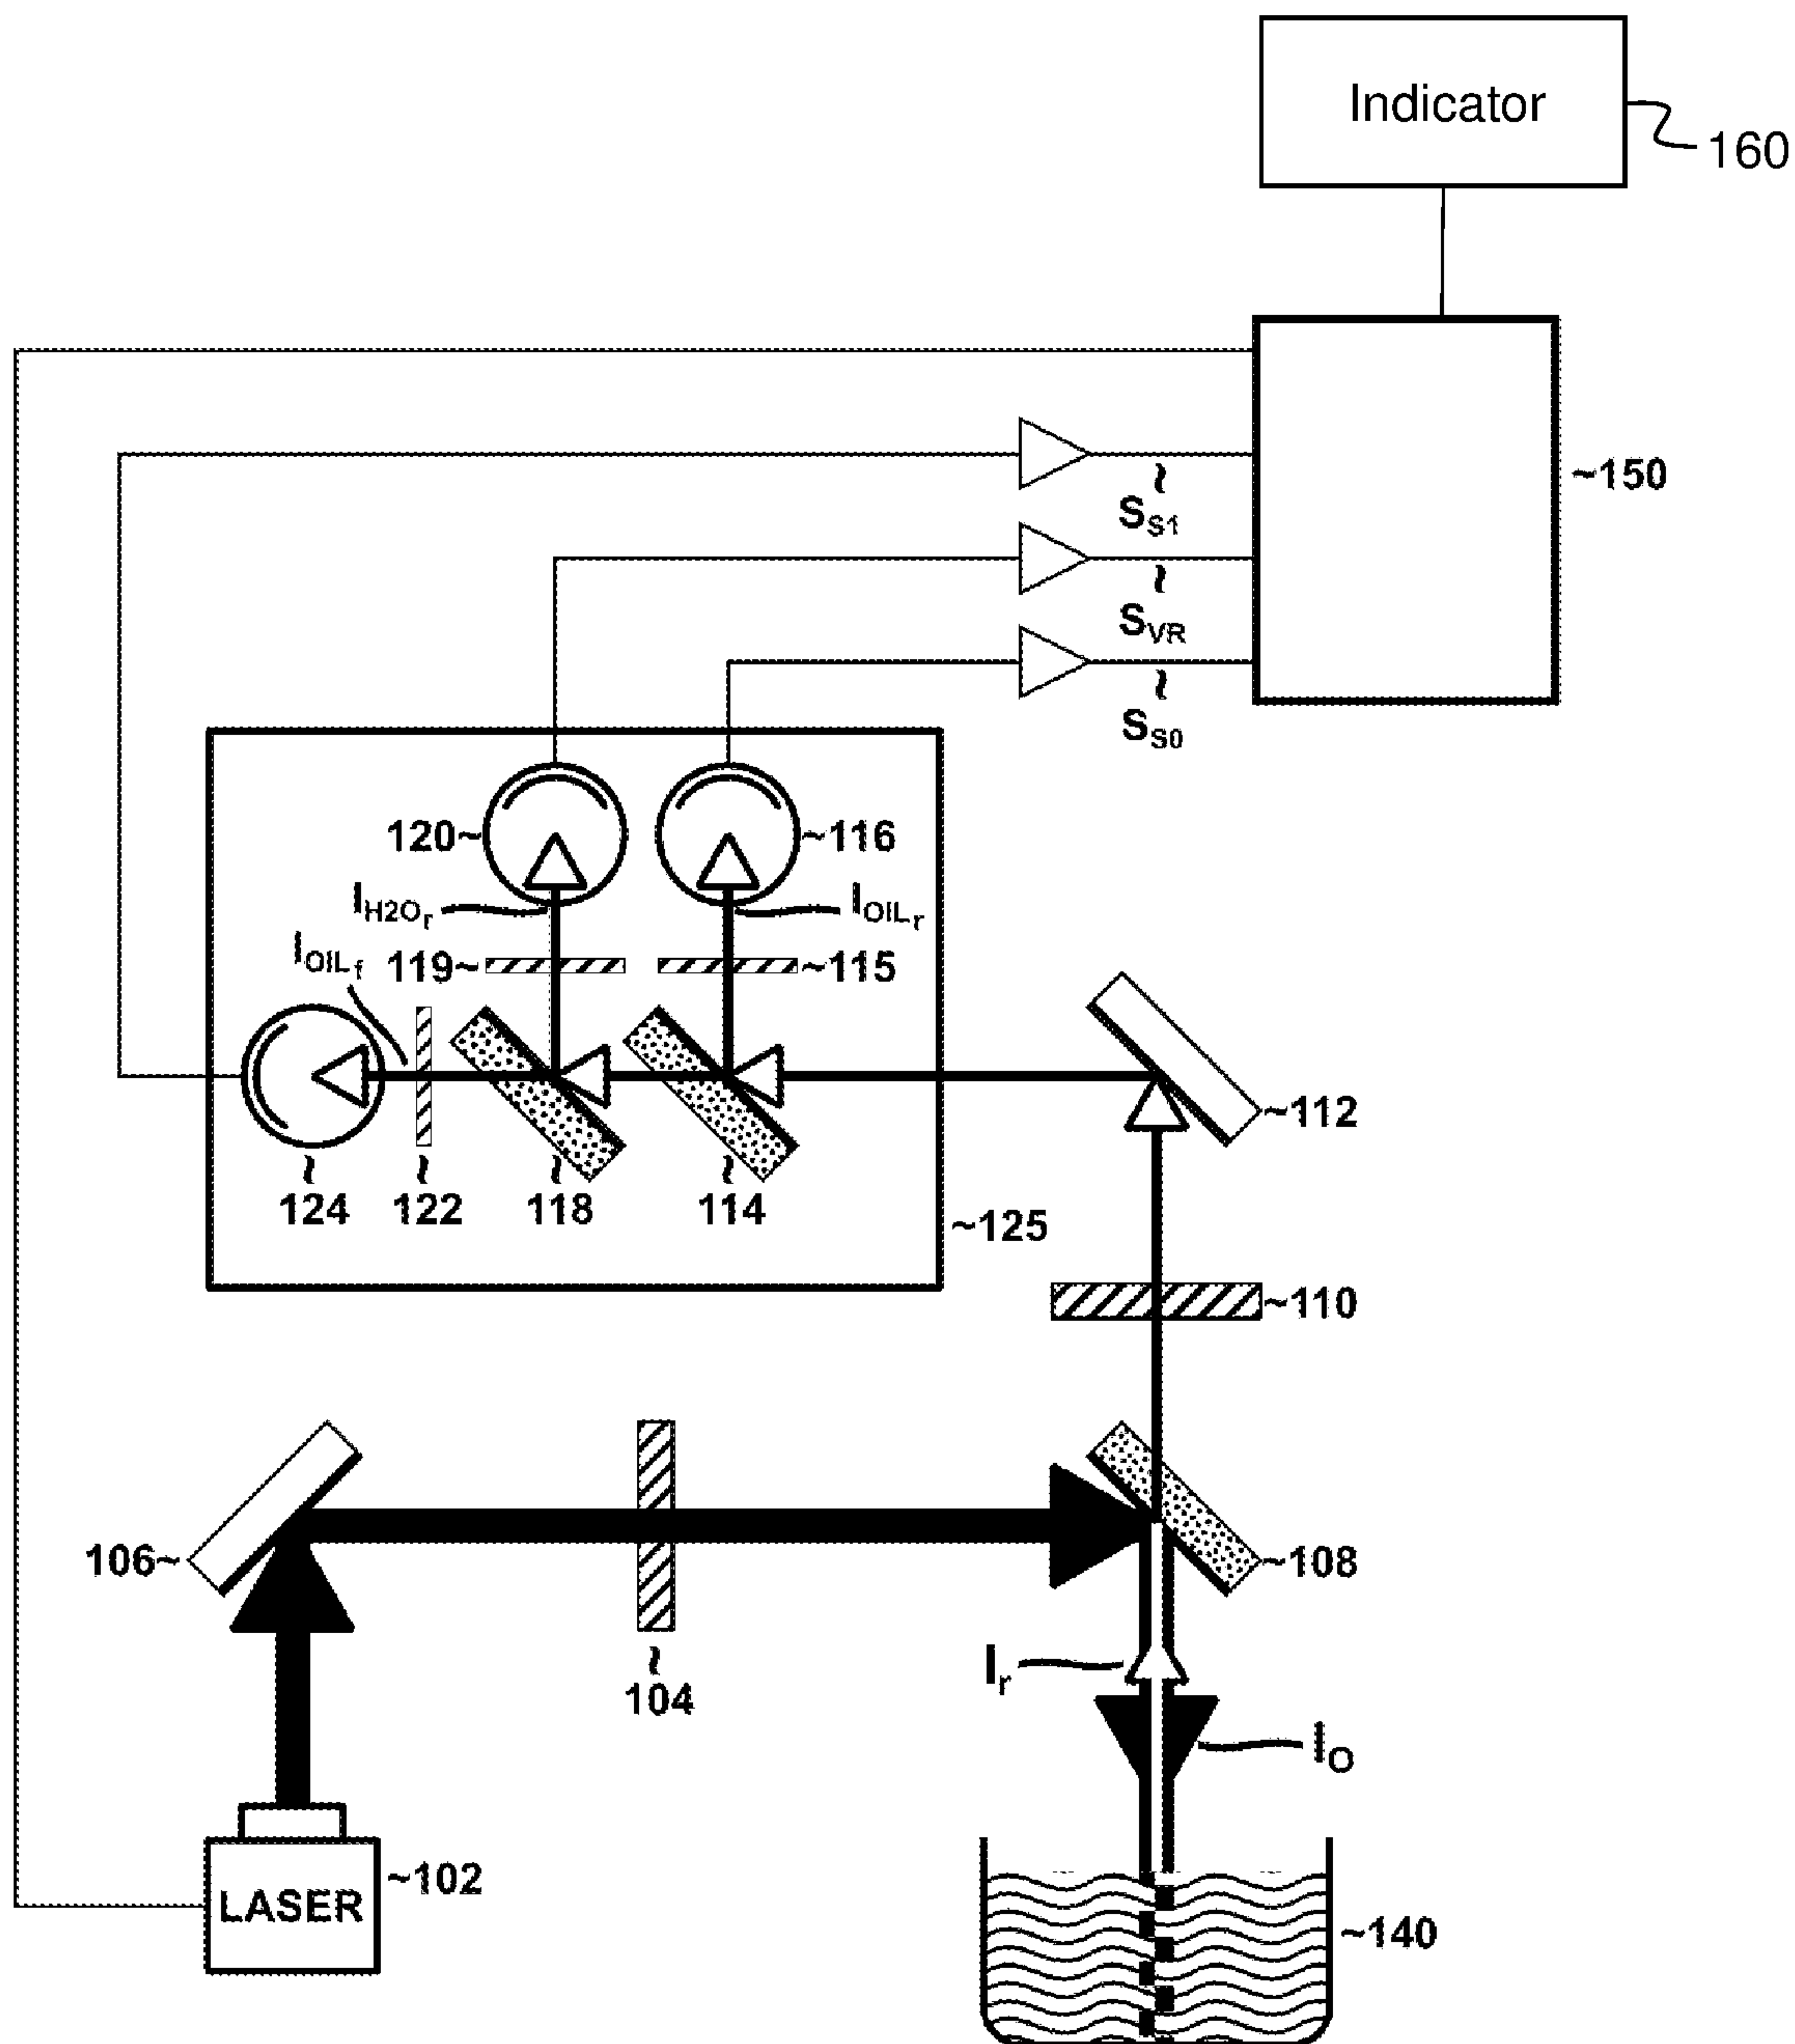 Indicator
160
~150
~
S_S1
~
S_VR
~
S_S0
120~ ~116
I_H2Or I_OILr
I_OILf 119~ ~115
~112
~ ~ ~ ~
124 122 118 114
~125
~110
106~ ~108
~
104
I_r
I_O
~102
LASER
~140